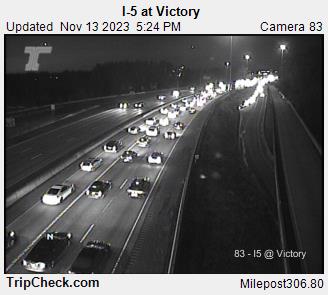 I-5 at Victory
Updated Nov 13 2023 5:24 PM Camera 83
T
N
83 - I5 @ Victory
TripCheck.com Milepost306.80